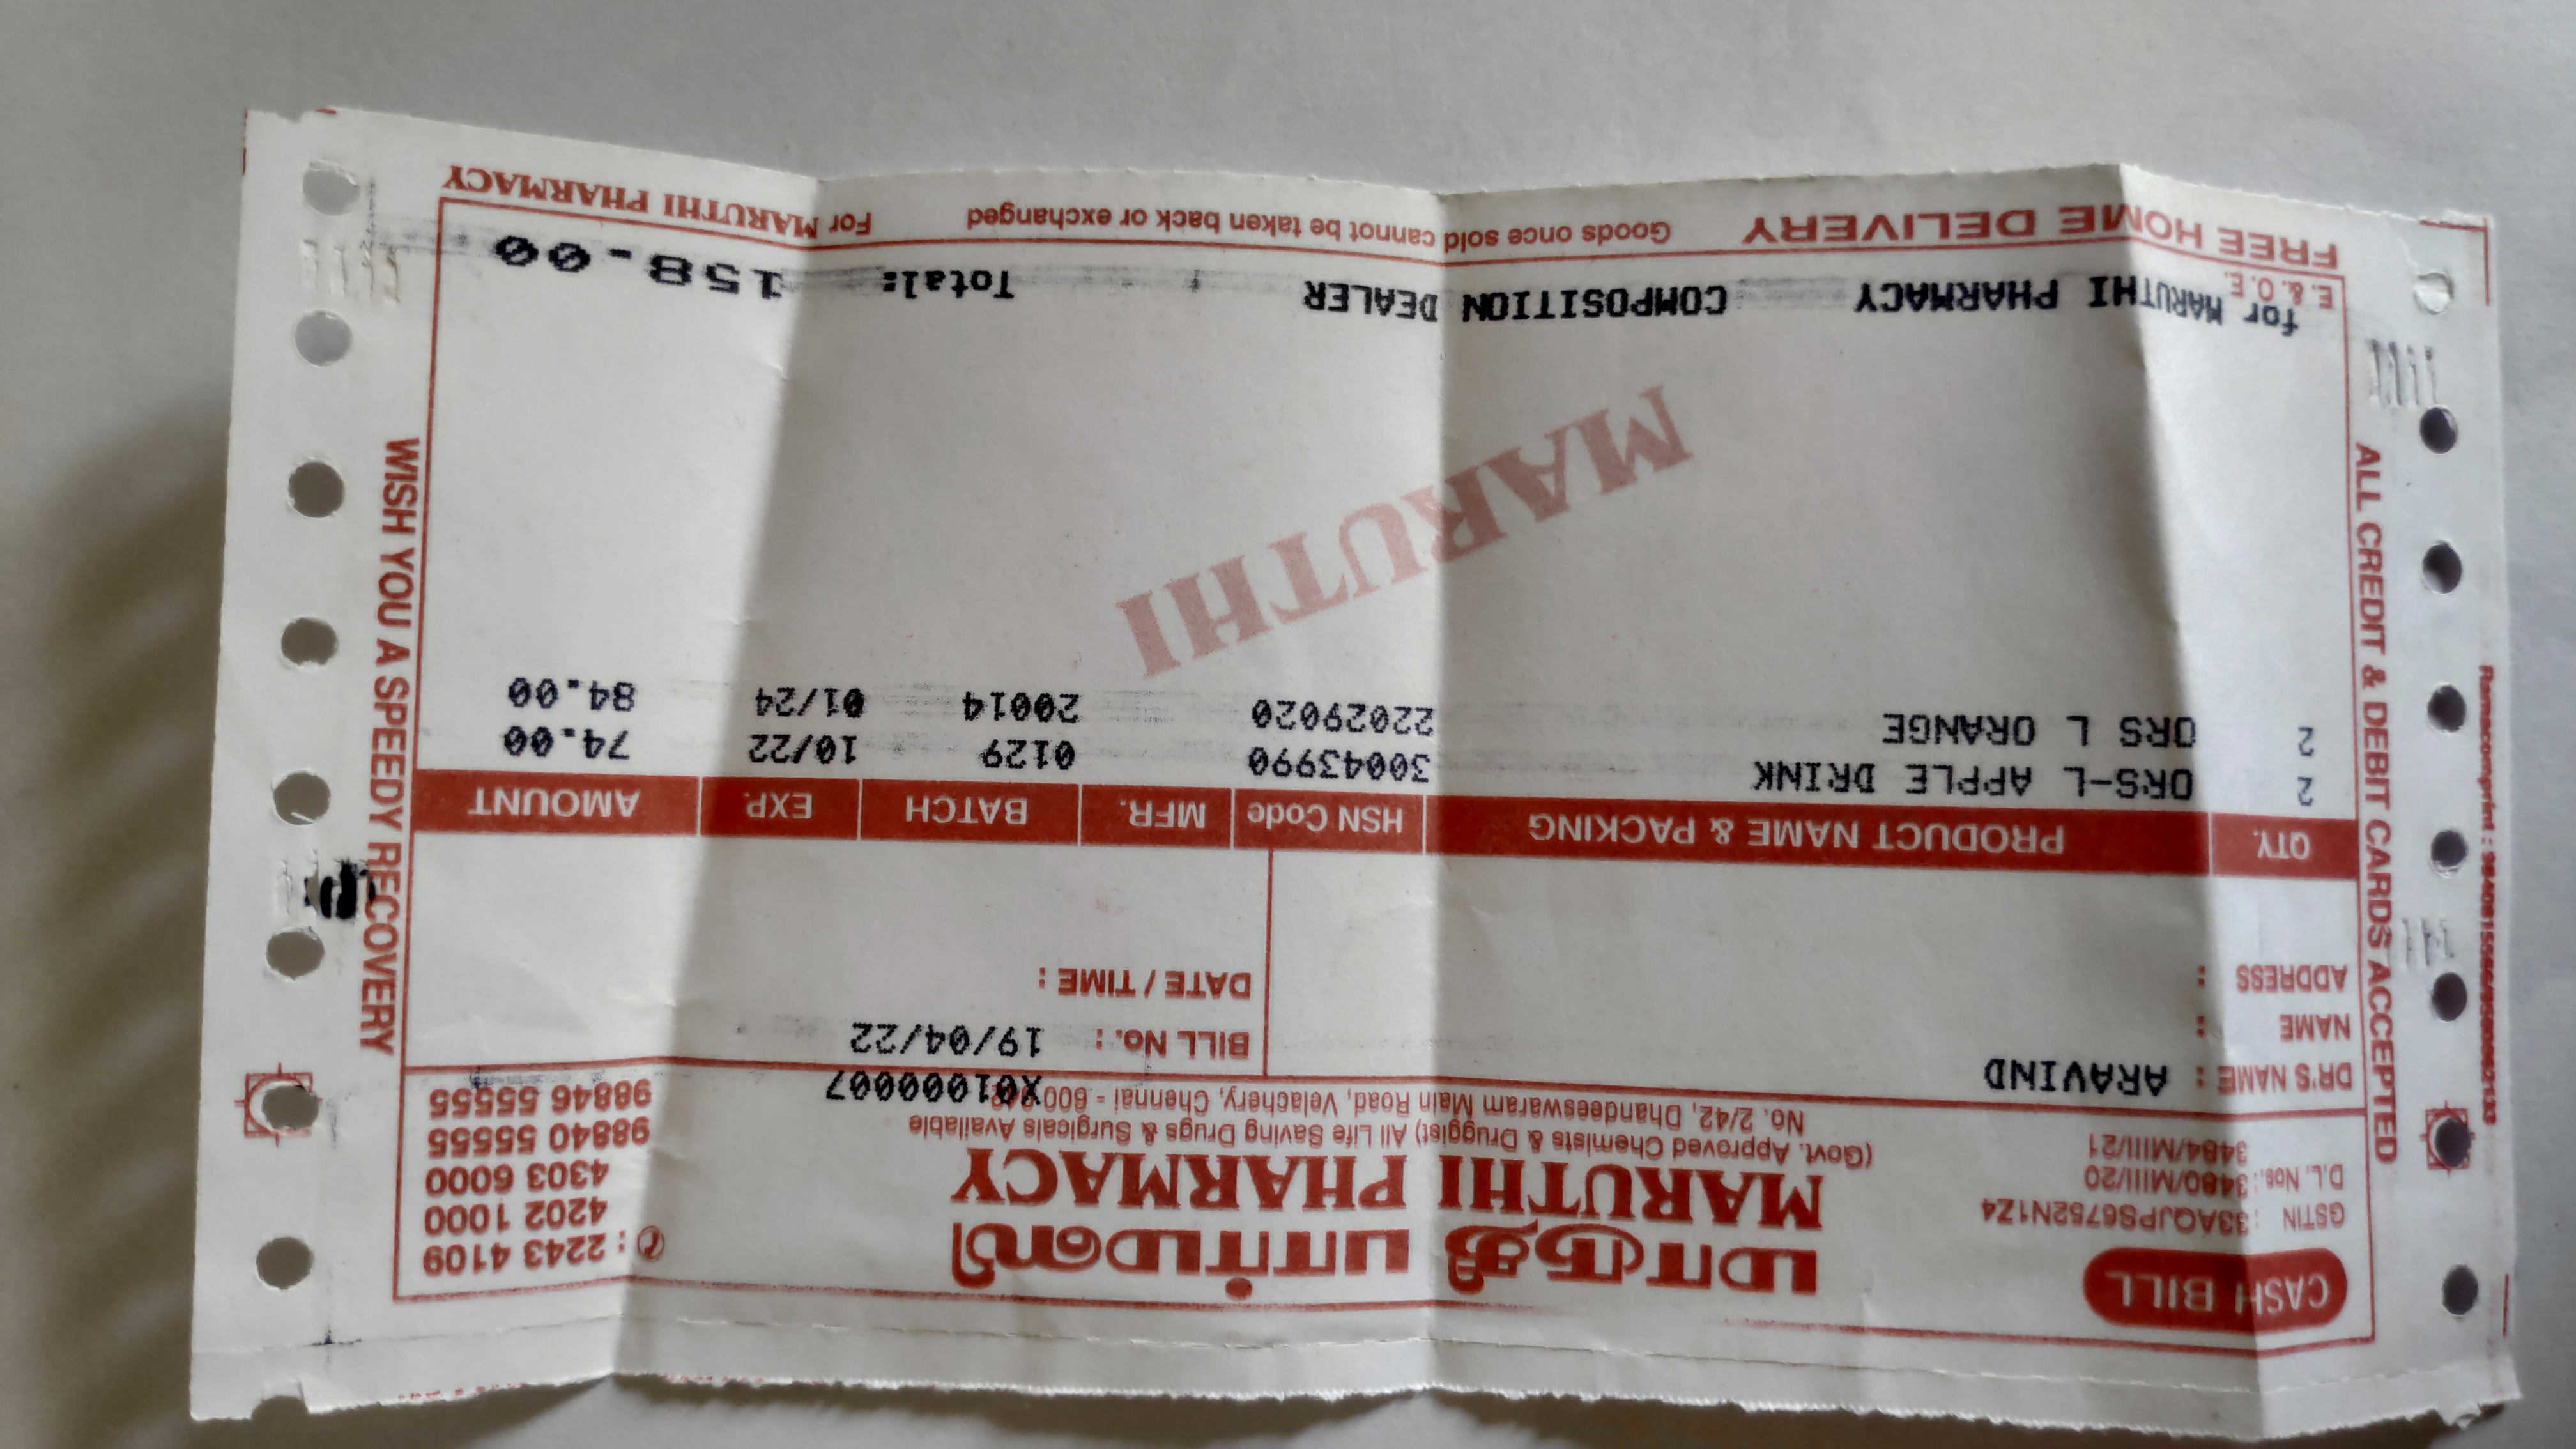 CASH BILL
மாருதி பார்மஸி
MARUTHI PHARMACY
(Govt. Approved Chemists & Druggist) All Life Saving Drugs & Surgicals Available
No. 2/42, Dhandeeswaram Main Road, Velachery, Chennai - 600
GSTIN : 33AQJPS6752N1Z4
D.L. Nos.: 3480/MIII/20
3484/MIII/21
✆ : 2243 4109
4202 1000
4303 6000
98840 55555
98846 55555
DR'S NAME : ARAVIND
NAME :
ADDRESS :
X0100007
BILL No. : 19/04/22
DATE / TIME :
QTY. PRODUCT NAME & PACKING HSN Code MFR. BATCH EXP. AMOUNT
2 ORS-L APPLE DRINK 30043990 0129 10/22 74.00
2 ORS L ORANGE 22029020 20014 01/24 84.00
MARUTHI
for MARUTHI PHARMACY COMPOSITION DEALER Total: 158-00
E. & O. E.
FREE HOME DELIVERY Goods once sold cannot be taken back or exchanged For MARUTHI PHARMACY
ALL CREDIT & DEBIT CARDS ACCEPTED
WISH YOU A SPEEDY RECOVERY
Ramacomprint :